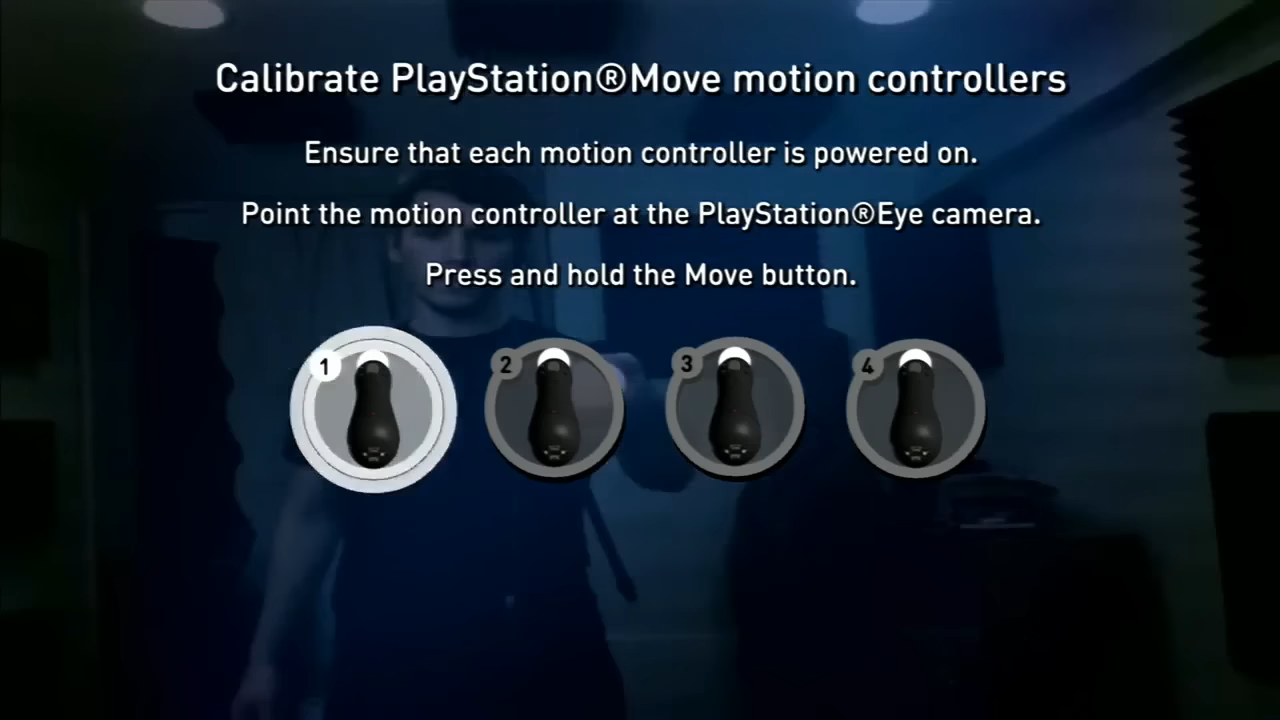 Calibrate PlayStation®Move motion controllers
Ensure that each motion controller is powered on.
Point the motion controller at the PlayStation®Eye camera.
Press and hold the Move button.
1 2 3 4